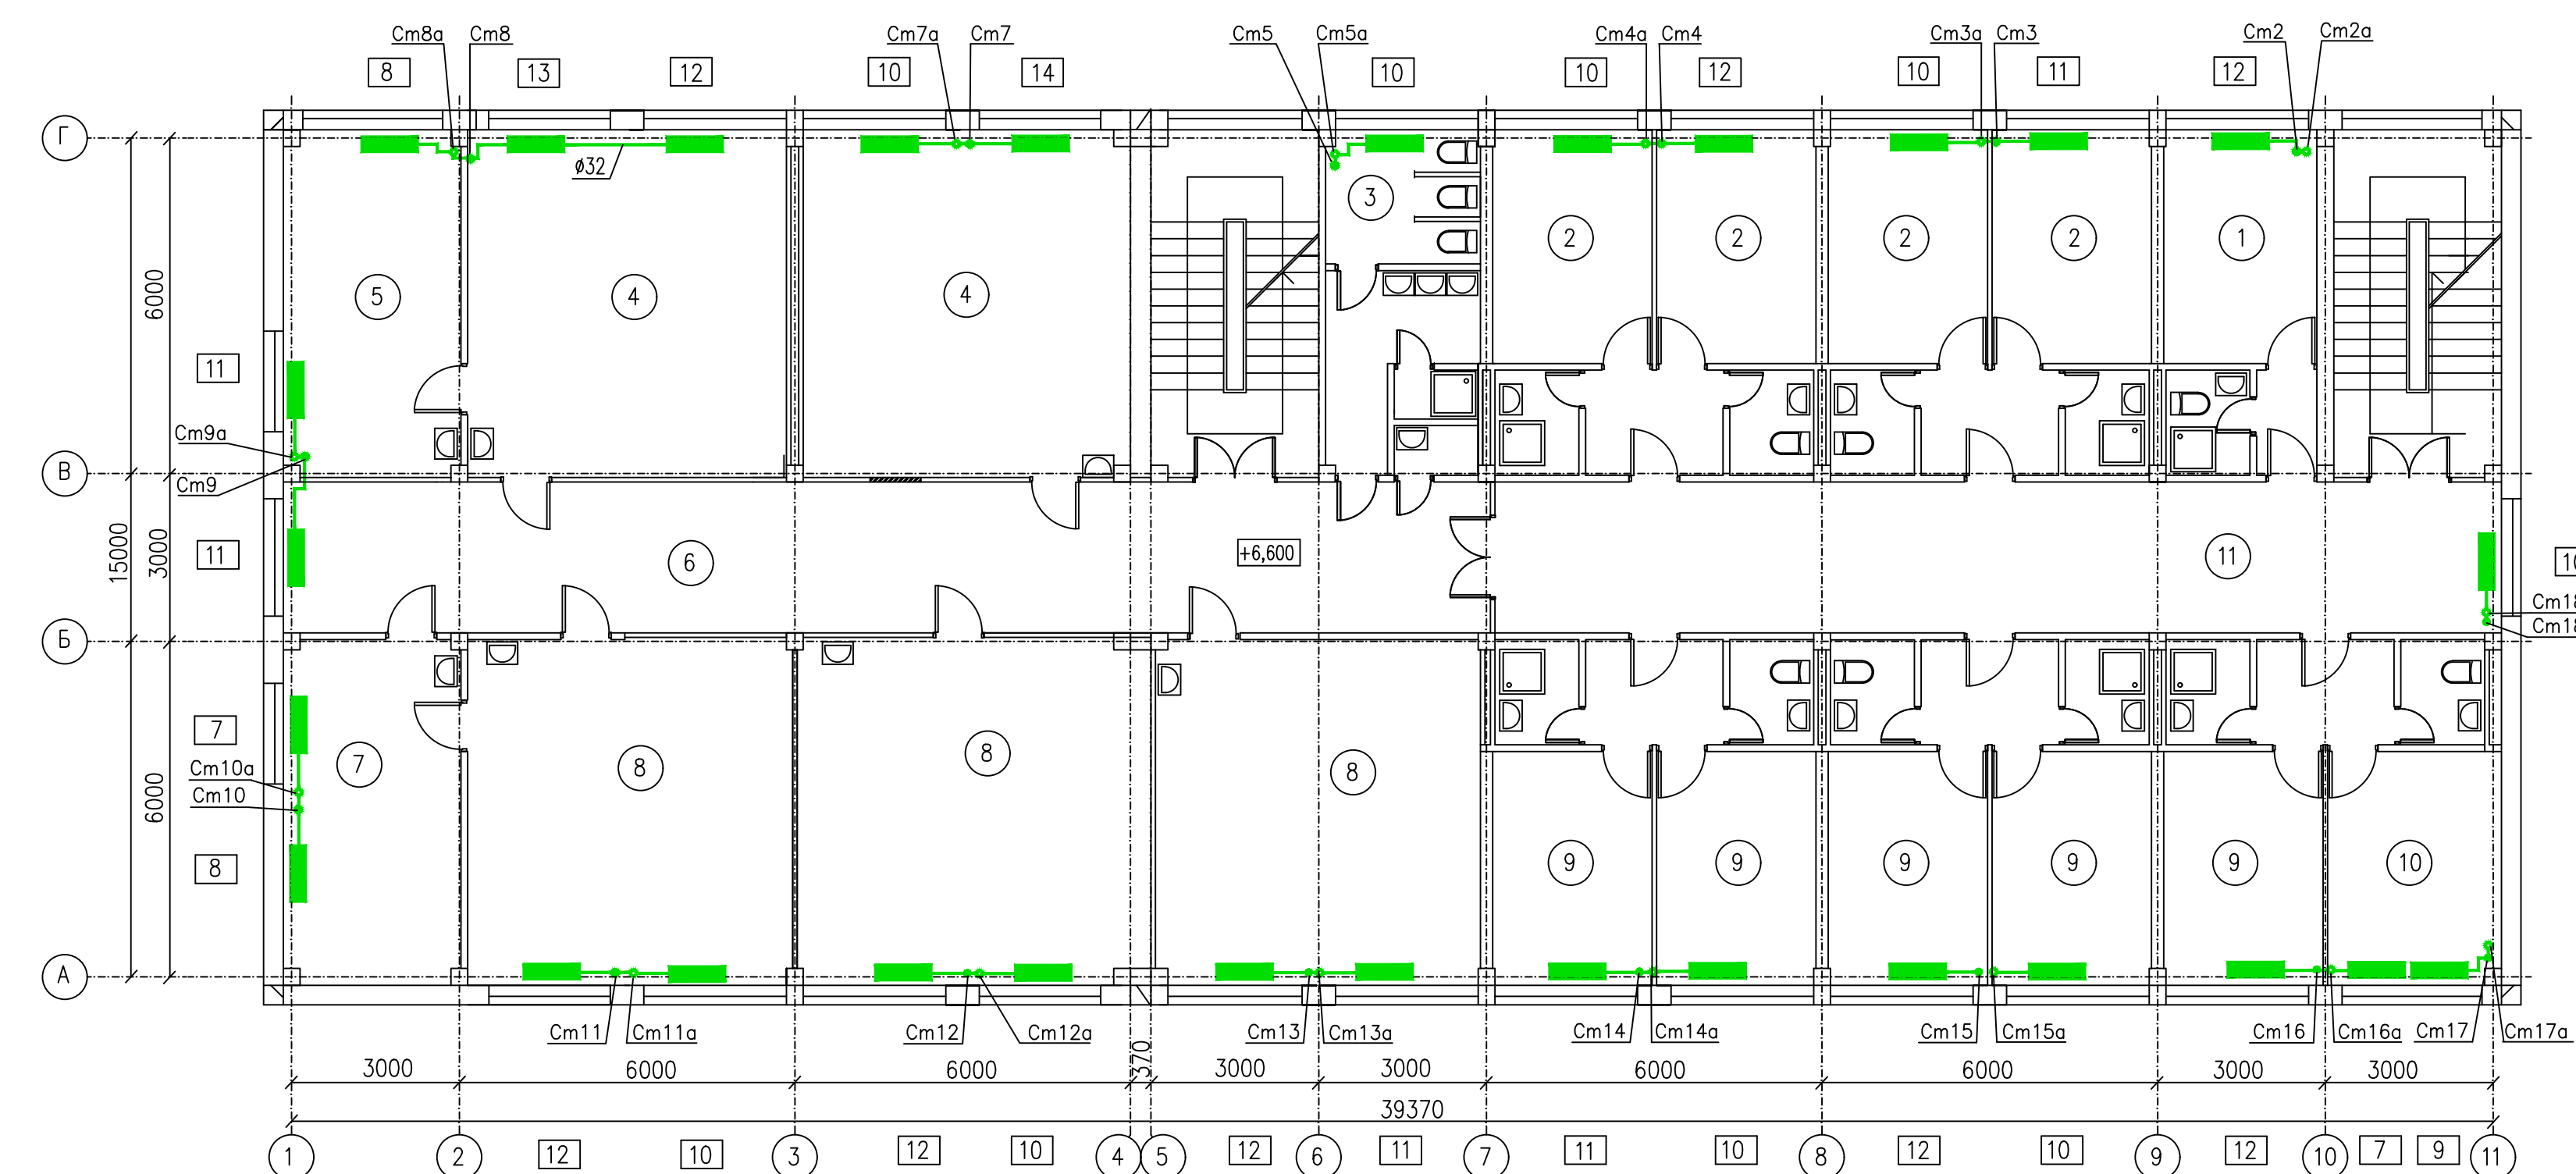 Ст8а Ст8 Ст7а Ст7 Ст5 Ст5а Ст4а Ст4 Ст3а Ст3 Ст2 Ст2а
8 13 12 10 14 10 10 12 10 11 12
Г
ø32
3
2 2 2 2 1
5 4 4
6000
11
Ст9а
В
Ст9
15000 3000
11
6 +6,600 11
Ст18
Ст18
Б
7
7 8 8 8
Ст10а
Ст10
6000
8
9 9 9 9 9 10
А
Ст11 Ст11а Ст12 Ст12а Ст13 Ст13а Ст14 Ст14а Ст15 Ст15а Ст16 Ст16а Ст17 Ст17а
3000 6000 6000 370 3000 3000 6000 6000 3000 3000
39370
1 2 12 10 3 12 10 4 5 12 6 11 7 11 10 8 12 10 9 12 10 7 9 11